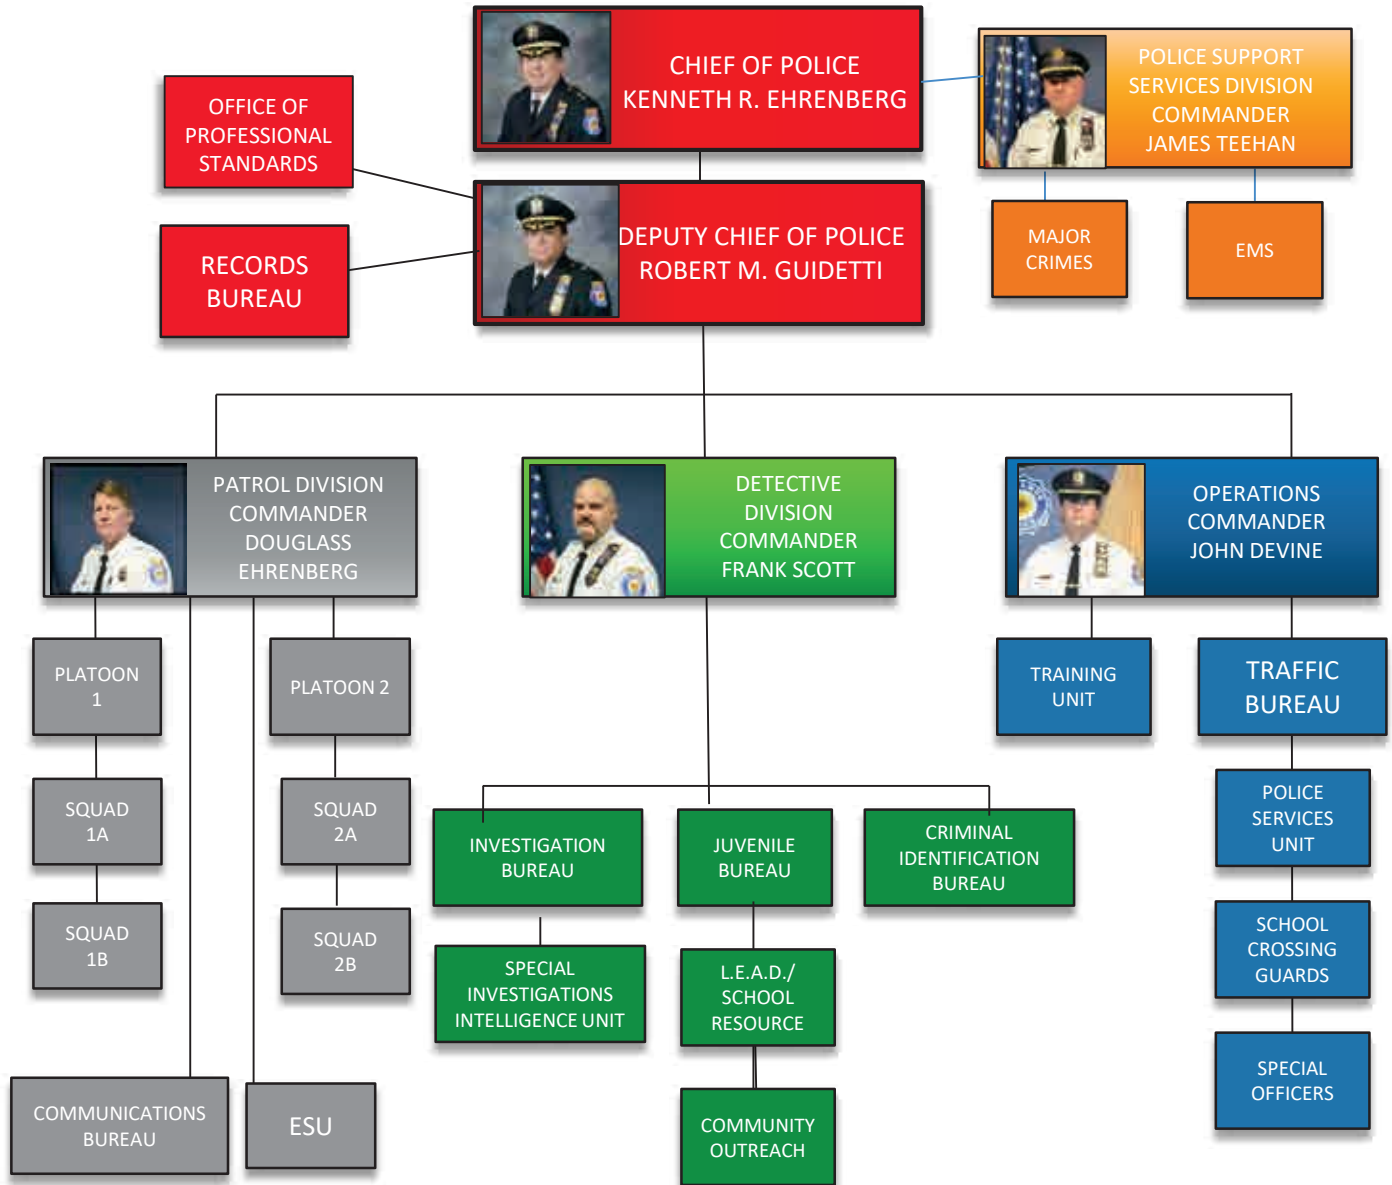 CHIEF OF POLICE
KENNETH R. EHRENBERG
POLICE SUPPORT
SERVICES DIVISION
COMMANDER
JAMES TEEHAN
OFFICE OF
PROFESSIONAL
STANDARDS
DEPUTY CHIEF OF POLICE
ROBERT M. GUIDETTI
MAJOR
CRIMES
EMS
RECORDS
BUREAU
PATROL DIVISION
COMMANDER
DOUGLASS
EHRENBERG
DETECTIVE
DIVISION
COMMANDER
FRANK SCOTT
OPERATIONS
COMMANDER
JOHN DEVINE
PLATOON
1
PLATOON 2
TRAINING
UNIT
TRAFFIC
BUREAU
SQUAD
1A
SQUAD
2A
INVESTIGATION
BUREAU
JUVENILE
BUREAU
CRIMINAL
IDENTIFICATION
BUREAU
POLICE
SERVICES
UNIT
SQUAD
1B
SQUAD
2B
SPECIAL
INVESTIGATIONS
INTELLIGENCE UNIT
L.E.A.D./
SCHOOL
RESOURCE
SCHOOL
CROSSING
GUARDS
COMMUNICATIONS
BUREAU
ESU
COMMUNITY
OUTREACH
SPECIAL
OFFICERS